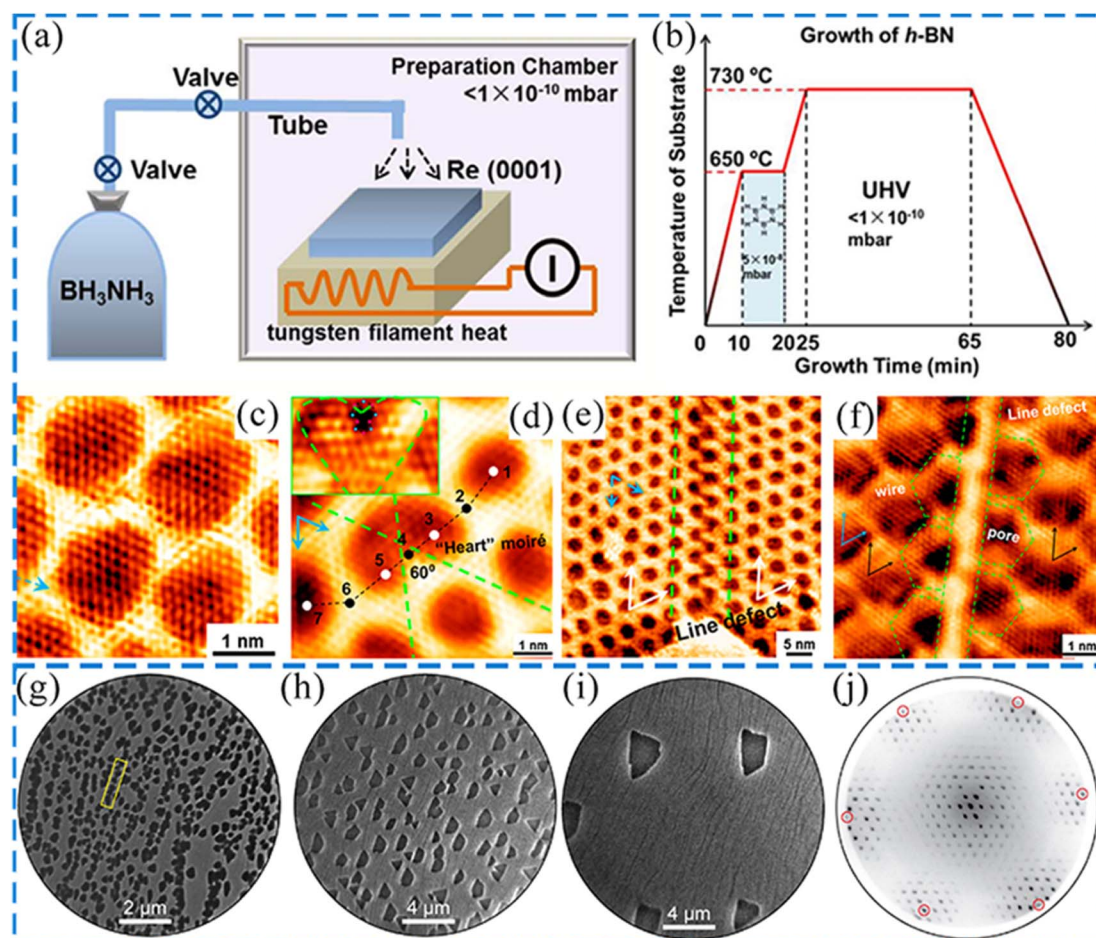 (a)
Valve
Valve
Tube
BH₃NH₃
Preparation Chamber
<1×10⁻¹⁰ mbar
Re (0001)
I
tungsten filament heat
(b)
Growth of h-BN
730 ºC
650 ºC
Temperature of Substrate
UHV
<1×10⁻¹⁰
mbar
mbar
0
10
20
25
65
80
Growth Time (min)
(c)
1 nm
(d)
1
2
3
4
5
6
7
"Heart" moiré
60º
1 nm
(e)
Line defect
5 nm
(f)
Line defect
wire
pore
1 nm
(g)
2 μm
(h)
4 μm
(i)
4 μm
(j)